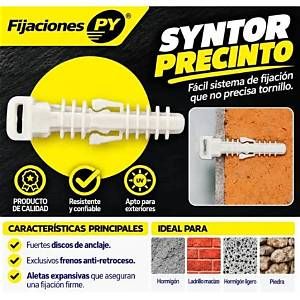 Fijaciones PY
SYNTOR
PRECINTO
Fácil sistema de fijación
que no precisa tornillo.
PRODUCTO
DE CALIDAD
Resistente
y confiable
UV
Apto para
exteriores
CARACTERÍSTICAS PRINCIPALES
Fuertes discos de anclaje.
Exclusivos frenos anti-retroceso.
Aletas expansivas que aseguran
una fijación firme.
IDEAL PARA
Hormigón
Ladrillo macizo
Hormigón ligero
Piedra